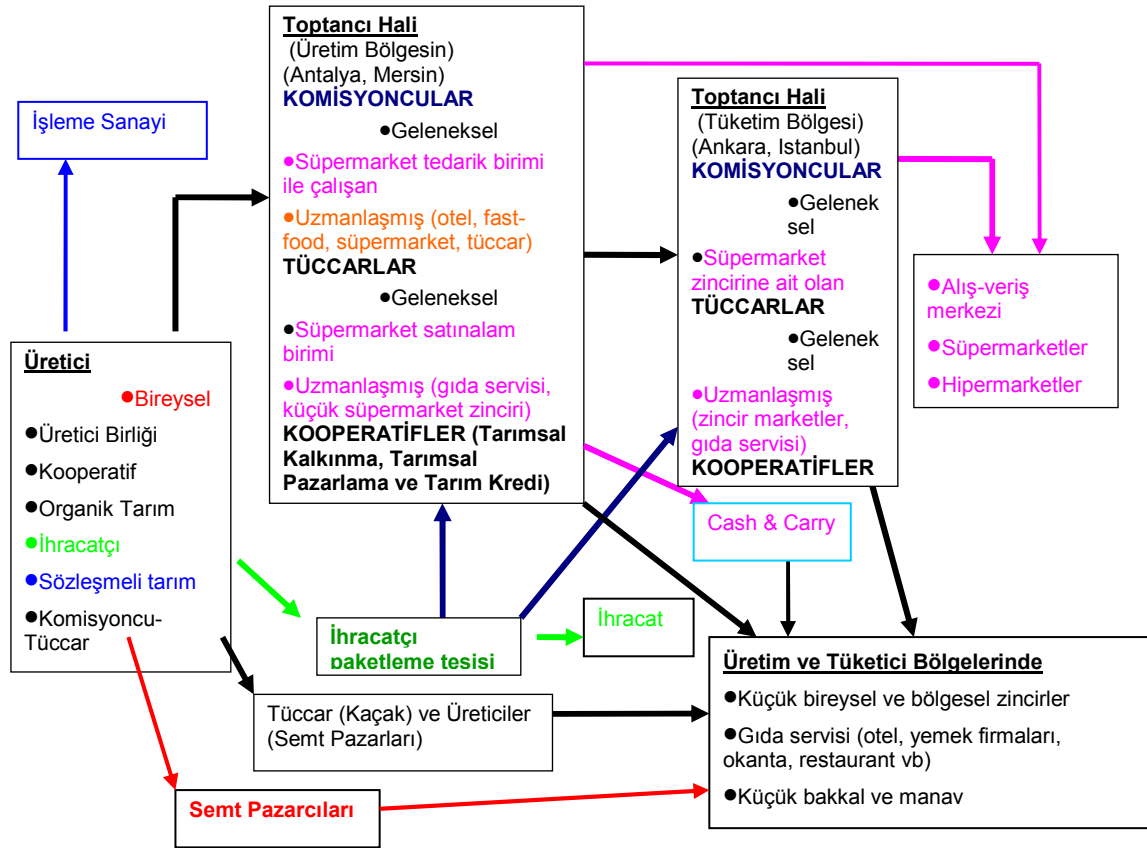 Toptancı Hali
(Üretim Bölgesin)
(Antalya, Mersin)
KOMİSYONCULAR
●Geleneksel
●Süpermarket tedarik birimi
ile çalışan
●Uzmanlaşmış (otel, fast-
food, süpermarket, tüccar)
TÜCCARLAR
●Geleneksel
●Süpermarket satınalam
birimi
●Uzmanlaşmış (gıda servisi,
küçük süpermarket zinciri)
KOOPERATİFLER (Tarımsal
Kalkınma, Tarımsal
Pazarlama ve Tarım Kredi)
Toptancı Hali
(Tüketim Bölgesi)
(Ankara, Istanbul)
KOMİSYONCULAR
●Gelenek
sel
●Süpermarket
zincirine ait olan
TÜCCARLAR
●Gelenek
sel
●Uzmanlaşmış
(zincir marketler,
gıda servisi)
KOOPERATİFLER
İşleme Sanayi
●Alış-veriş
merkezi
●Süpermarketler
●Hipermarketler
Üretici
●Bireysel
●Üretici Birliği
●Kooperatif
●Organik Tarım
●İhracatçı
●Sözleşmeli tarım
●Komisyoncu-
Tüccar
Cash & Carry
İhracatçı
paketleme tesisi
İhracat
Tüccar (Kaçak) ve Üreticiler
(Semt Pazarları)
Semt Pazarcıları
Üretim ve Tüketici Bölgelerinde
●Küçük bireysel ve bölgesel zincirler
●Gıda servisi (otel, yemek firmaları,
okanta, restaurant vb)
●Küçük bakkal ve manav